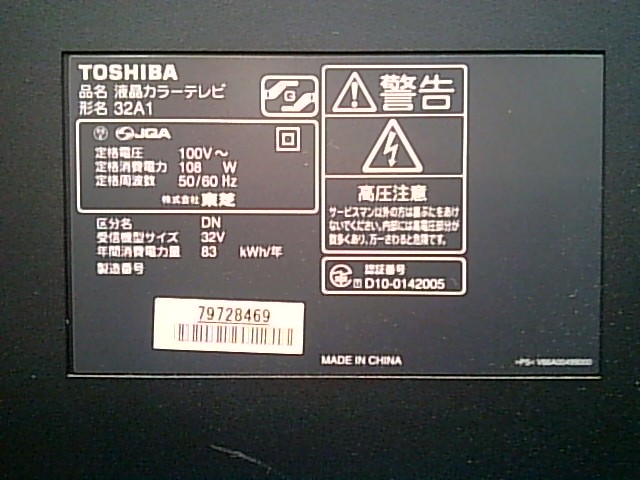 TOSHIBA
品名 液晶カラーテレビ
形名 32A1
JQA
定格電圧 100V～
定格消費電力 108 W
定格周波数 50/60 Hz
株式会社 東芝
区分名 DN
受信機型サイズ 32V
年間消費電力量 83 kWh/年
製造番号
79728469
G
警告
高圧注意
サービスマン以外の方は裏ぶたをあけ
ないでください。内部には高電圧部分が
数多くあり、万一さわると危険です。
認証番号
T D10-0142005
MADE IN CHINA
>PS<